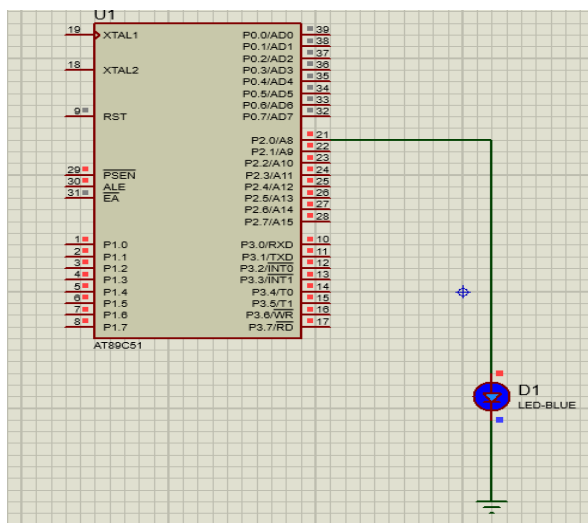 U1
19
XTAL1
18
XTAL2
9
RST
29
PSEN
30
ALE
31
EA
1
P1.0
2
P1.1
3
P1.2
4
P1.3
5
P1.4
6
P1.5
7
P1.6
8
P1.7
P0.0/AD0
39
P0.1/AD1
38
P0.2/AD2
37
P0.3/AD3
36
P0.4/AD4
35
P0.5/AD5
34
P0.6/AD6
33
P0.7/AD7
32
P2.0/A8
21
P2.1/A9
22
P2.2/A10
23
P2.3/A11
24
P2.4/A12
25
P2.5/A13
26
P2.6/A14
27
P2.7/A15
28
P3.0/RXD
10
P3.1/TXD
11
P3.2/INT0
12
P3.3/INT1
13
P3.4/T0
14
P3.5/T1
15
P3.6/WR
16
P3.7/RD
17
AT89C51
D1
LED-BLUE